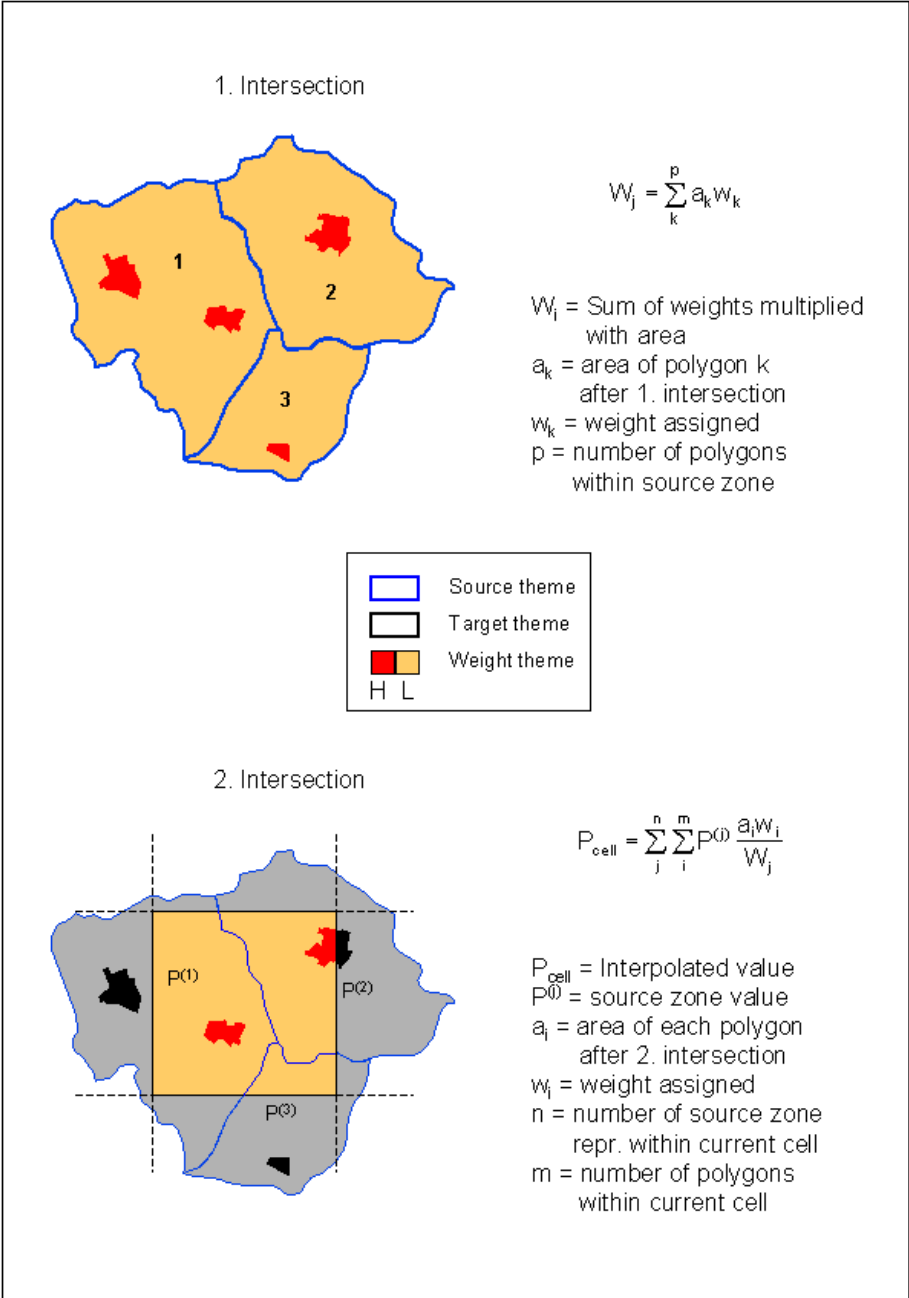 1. Intersection
1
2
3
W_j = p∑k a_k w_k
W_i = Sum of weights multiplied
with area
a_k = area of polygon k
after 1. intersection
w_k = weight assigned
p = number of polygons
within source zone
Source theme
Target theme
Weight theme
H L
2. Intersection
P(1)
P(2)
P(3)
P_cell = n∑j m∑i P^(j) a_i w_i / W_j
P_cell = Interpolated value
P^(j) = source zone value
a_i = area of each polygon
after 2. intersection
w_i = weight assigned
n = number of source zone
repr. within current cell
m = number of polygons
within current cell